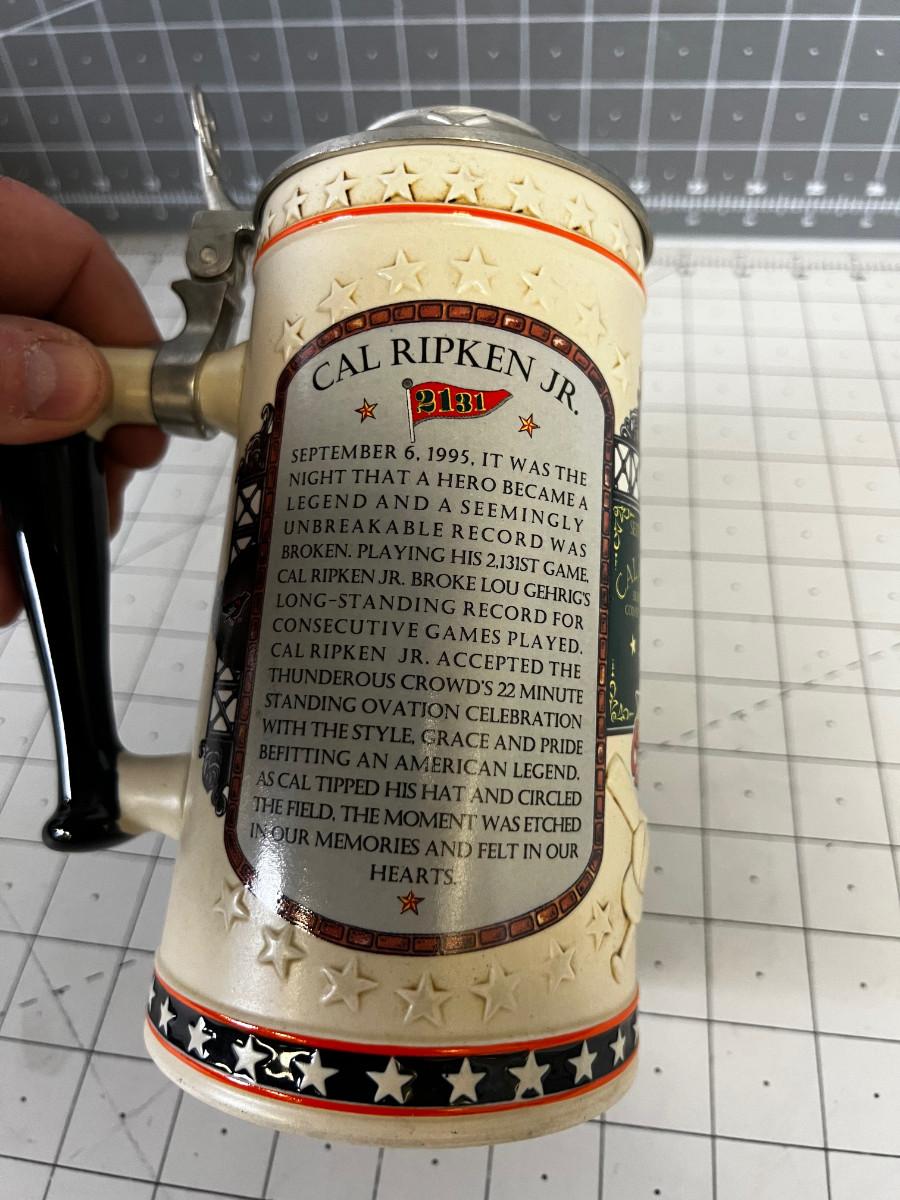 CAL RIPKEN JR.
2131
SEPTEMBER 6, 1995, IT WAS THE
NIGHT THAT A HERO BECAME A
LEGEND AND A SEEMINGLY
UNBREAKABLE RECORD WAS
BROKEN. PLAYING HIS 2,131ST GAME,
CAL RIPKEN JR. BROKE LOU GEHRIG'S
LONG-STANDING RECORD FOR
CONSECUTIVE GAMES PLAYED.
CAL RIPKEN JR. ACCEPTED THE
THUNDEROUS CROWD'S 22 MINUTE
STANDING OVATION CELEBRATION
WITH THE STYLE, GRACE AND PRIDE
BEFITTING AN AMERICAN LEGEND.
AS CAL TIPPED HIS HAT AND CIRCLED
THE FIELD, THE MOMENT WAS ETCHED
IN OUR MEMORIES AND FELT IN OUR
HEARTS.